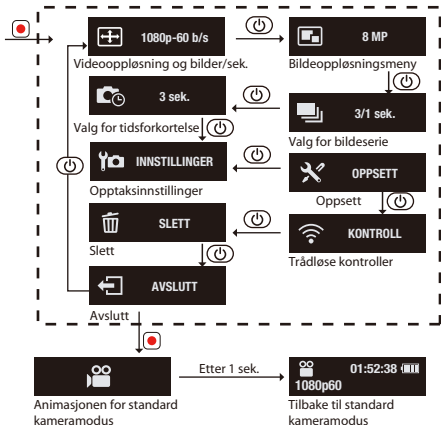 1080p-60 b/s
Videooppløsning og bilder/sek.
8 MP
Bildeoppløsningsmeny
3 sek.
Valg for tidsforkortelse
3/1 sek.
Valg for bildeserie
INNSTILLINGER
Opptaksinnstillinger
OPPSETT
Oppsett
SLETT
Slett
KONTROLL
Trådløse kontroller
AVSLUTT
Avslutt
Animasjonen for standard
kameramodus
Etter 1 sek.
01:52:38
1080p60
Tilbake til standard
kameramodus